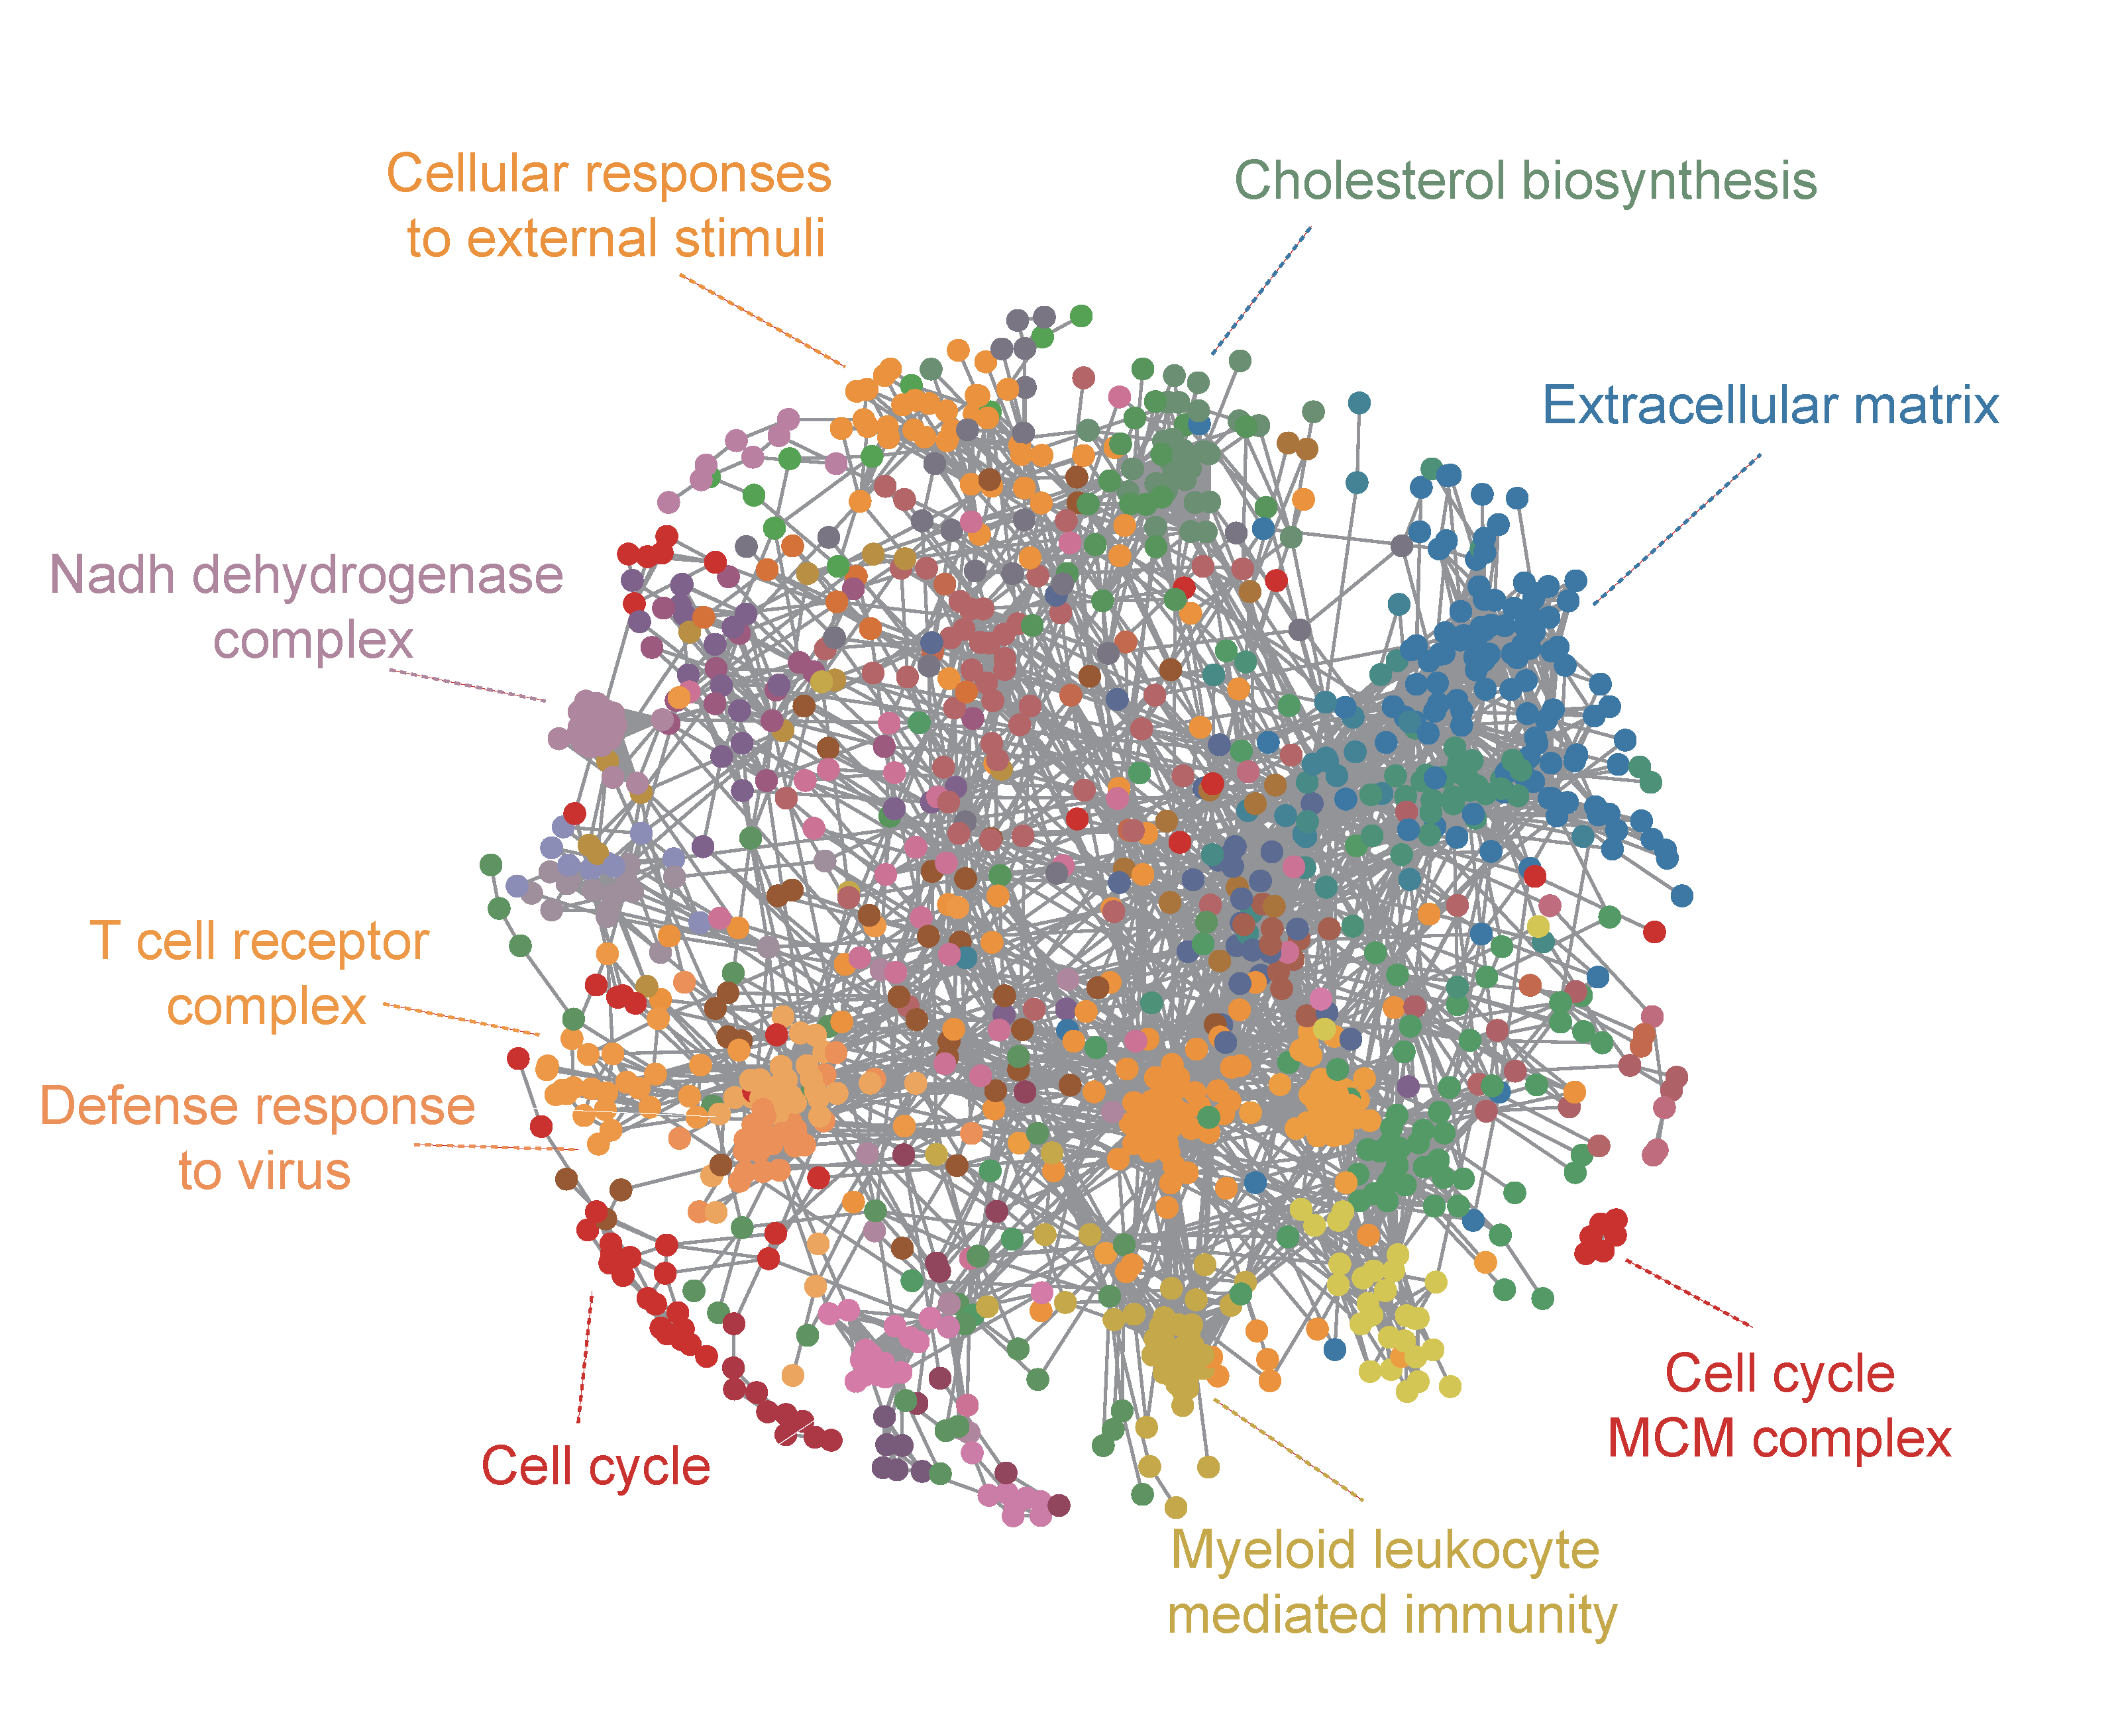 Cellular responses
to external stimuli
Cholesterol biosynthesis
Extracellular matrix
Nadh dehydrogenase
complex
T cell receptor
complex
Defense response
to virus
Cell cycle
Cell cycle
MCM complex
Myeloid leukocyte
mediated immunity